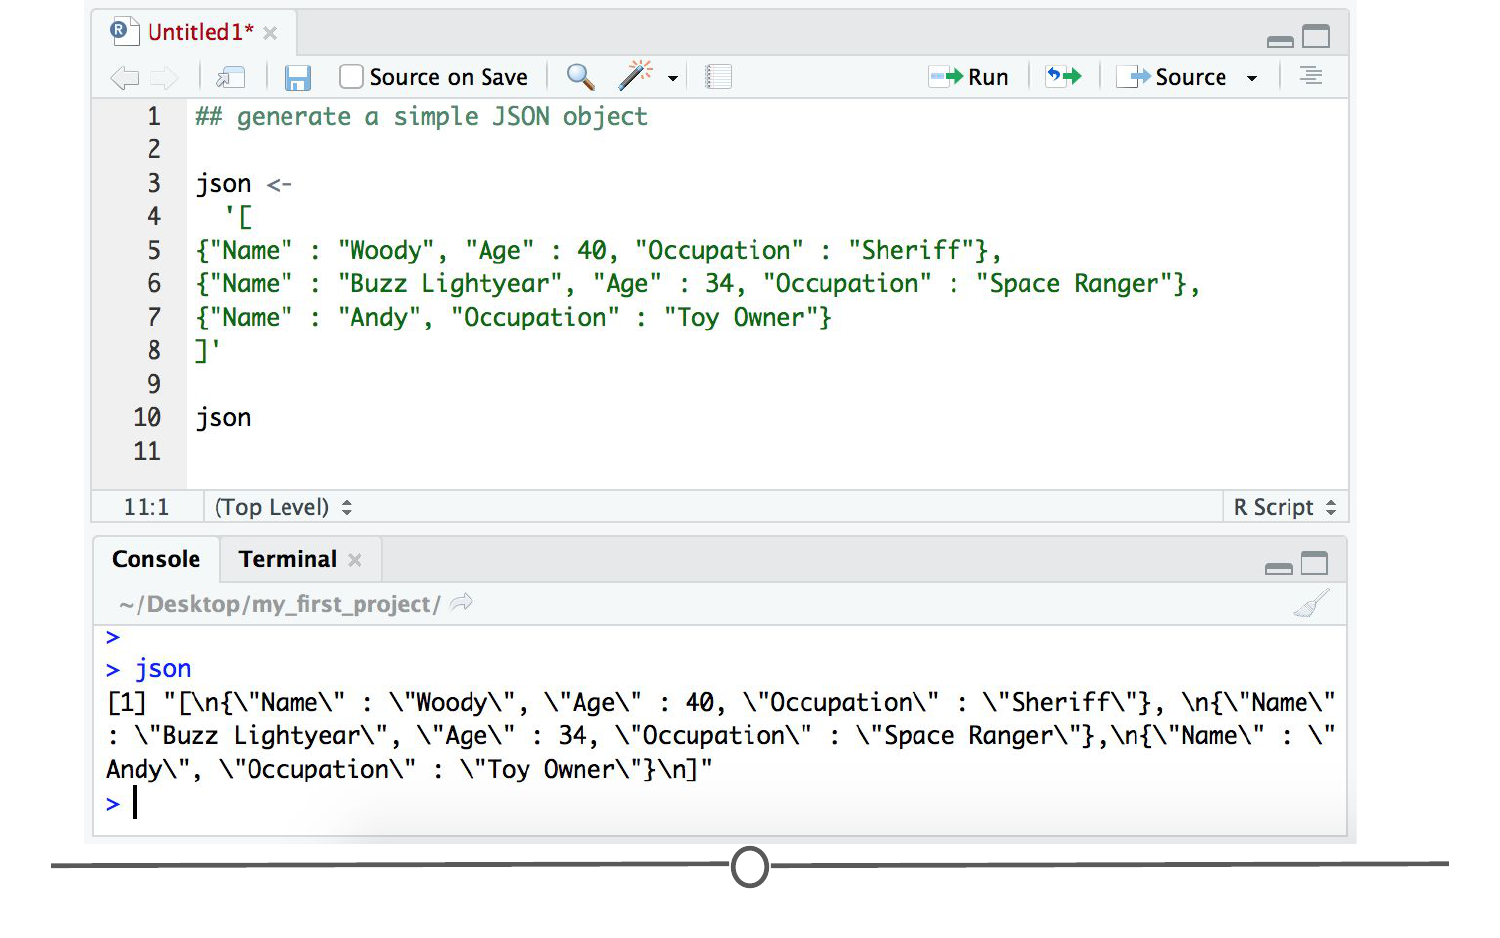 Untitled1*
Source on Save
Run
Source
1 ## generate a simple JSON object
2
3 json <-
4   '[
5 {"Name" : "Woody", "Age" : 40, "Occupation" : "Sheriff"},
6 {"Name" : "Buzz Lightyear", "Age" : 34, "Occupation" : "Space Ranger"},
7 {"Name" : "Andy", "Occupation" : "Toy Owner"}
8 ]'
9
10 json
11
11:1 (Top Level) R Script
Console Terminal
~/Desktop/my_first_project/
>
> json
[1] "[\n{\"Name\" : \"Woody\", \"Age\" : 40, \"Occupation\" : \"Sheriff\"}, \n{\"Name\"
: \"Buzz Lightyear\", \"Age\" : 34, \"Occupation\" : \"Space Ranger\"},\n{\"Name\" : \"
Andy\", \"Occupation\" : \"Toy Owner\"}\n]"
>